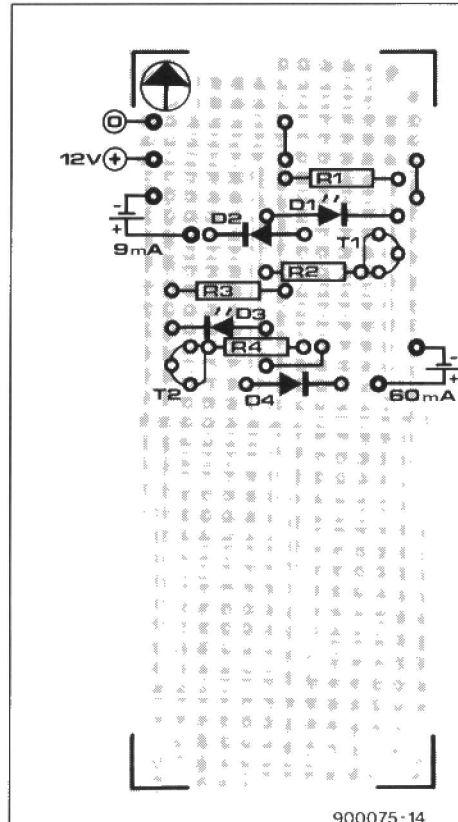 0
12V +
R1
-
D1
+
9mA
D2
T1
R2
R3
D3
R4
-
+
T2
D4
60mA
900075-14